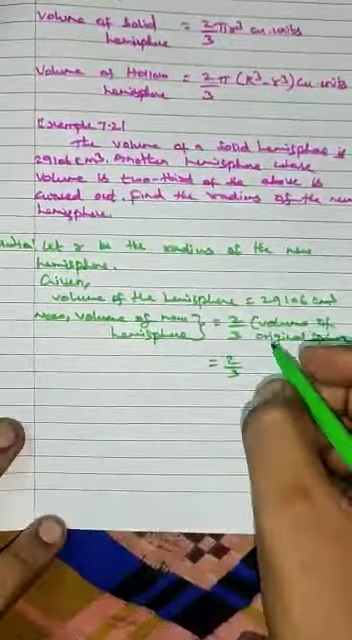 Volume of Solid hemisphere = 2/3 πr³ cu.units
Volume of Hollow hemisphere = 2/3 π (R³-r³) cu units
Example 7.21
The volume of a solid hemisphere is
29106 cm³. Another hemisphere whose
volume is two-third of the above is
carved out. Find the radius of the new
hemisphere.
Let r be the radius of the new
hemisphere.
Given,
volume of the hemisphere = 29106 cm³
Now, volume of new hemisphere } = 2/3 (volume of
original
= 2/3